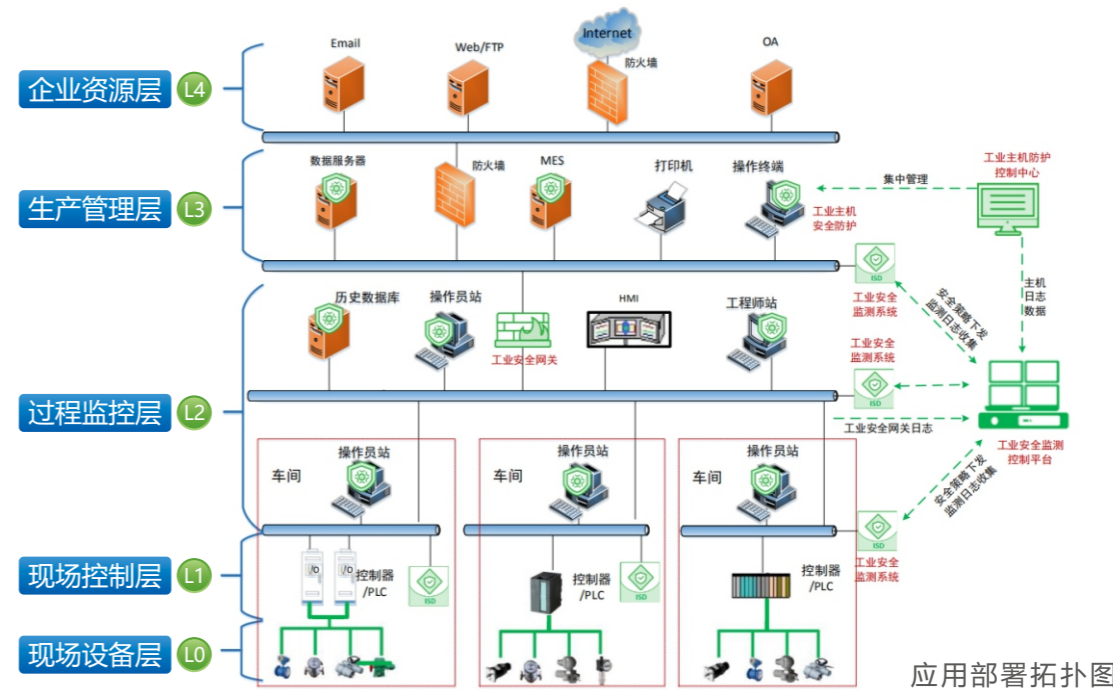 企业资源层
L4
Email
Web/FTP
Internet
防火墙
OA
生产管理层
L3
数据服务器
防火墙
MES
打印机
操作终端
工业主机
安全防护
集中管理
工业主机防护
控制中心
ISD
工业安全
监测系统
安全策略下发
监测日志收集
主机
日志
数据
过程监控层
L2
历史数据库
操作员站
工业安全网关
HMI
工程师站
工业安全
监测系统
ISD
工业安全网关日志
工业安全监测
控制平台
安全策略下发
监测日志收集
车间
操作员站
车间
操作员站
车间
操作员站
ISD
工业安全
监测系统
现场控制层
L1
I/O
I/O
控制器
/PLC
ISD
控制器
/PLC
ISD
控制器
/PLC
现场设备层
L0
应用部署拓扑图